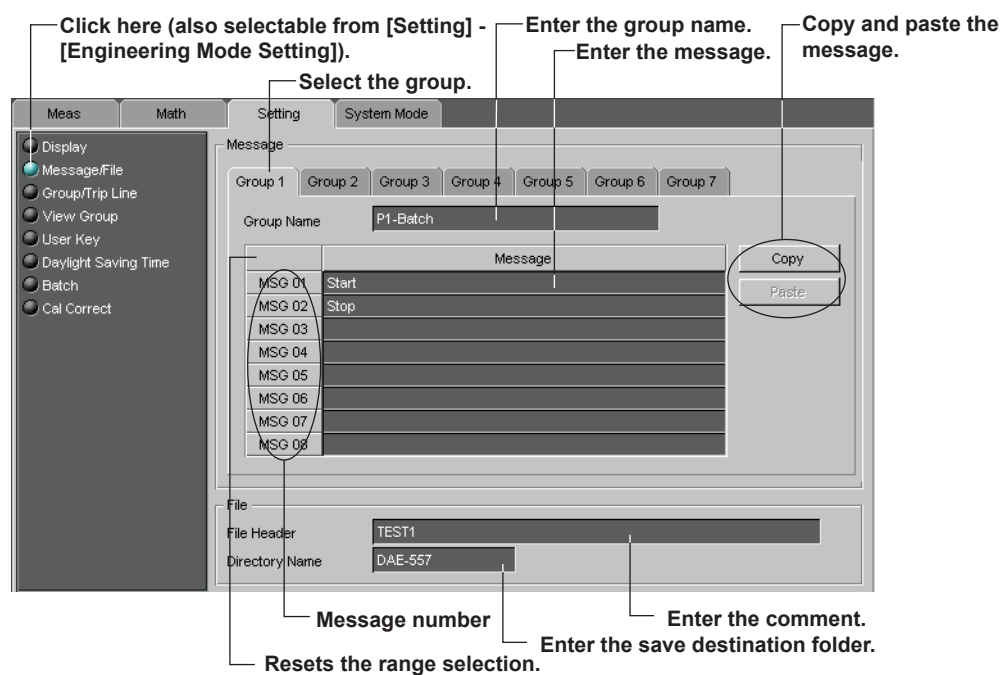 Click here (also selectable from [Setting] -
[Engineering Mode Setting]).
Enter the group name.
Enter the message.
Copy and paste the
message.
Select the group.
Meas Math Setting System Mode
Display
Message/File
Group/Trip Line
View Group
User Key
Daylight Saving Time
Batch
Cal Correct
Message
Group 1 Group 2 Group 3 Group 4 Group 5 Group 6 Group 7
Group Name P1-Batch
Message
MSG 01 Start
MSG 02 Stop
MSG 03
MSG 04
MSG 05
MSG 06
MSG 07
MSG 08
Copy
Paste
File
File Header TEST1
Directory Name DAE-557
Message number
Enter the comment.
Enter the save destination folder.
Resets the range selection.